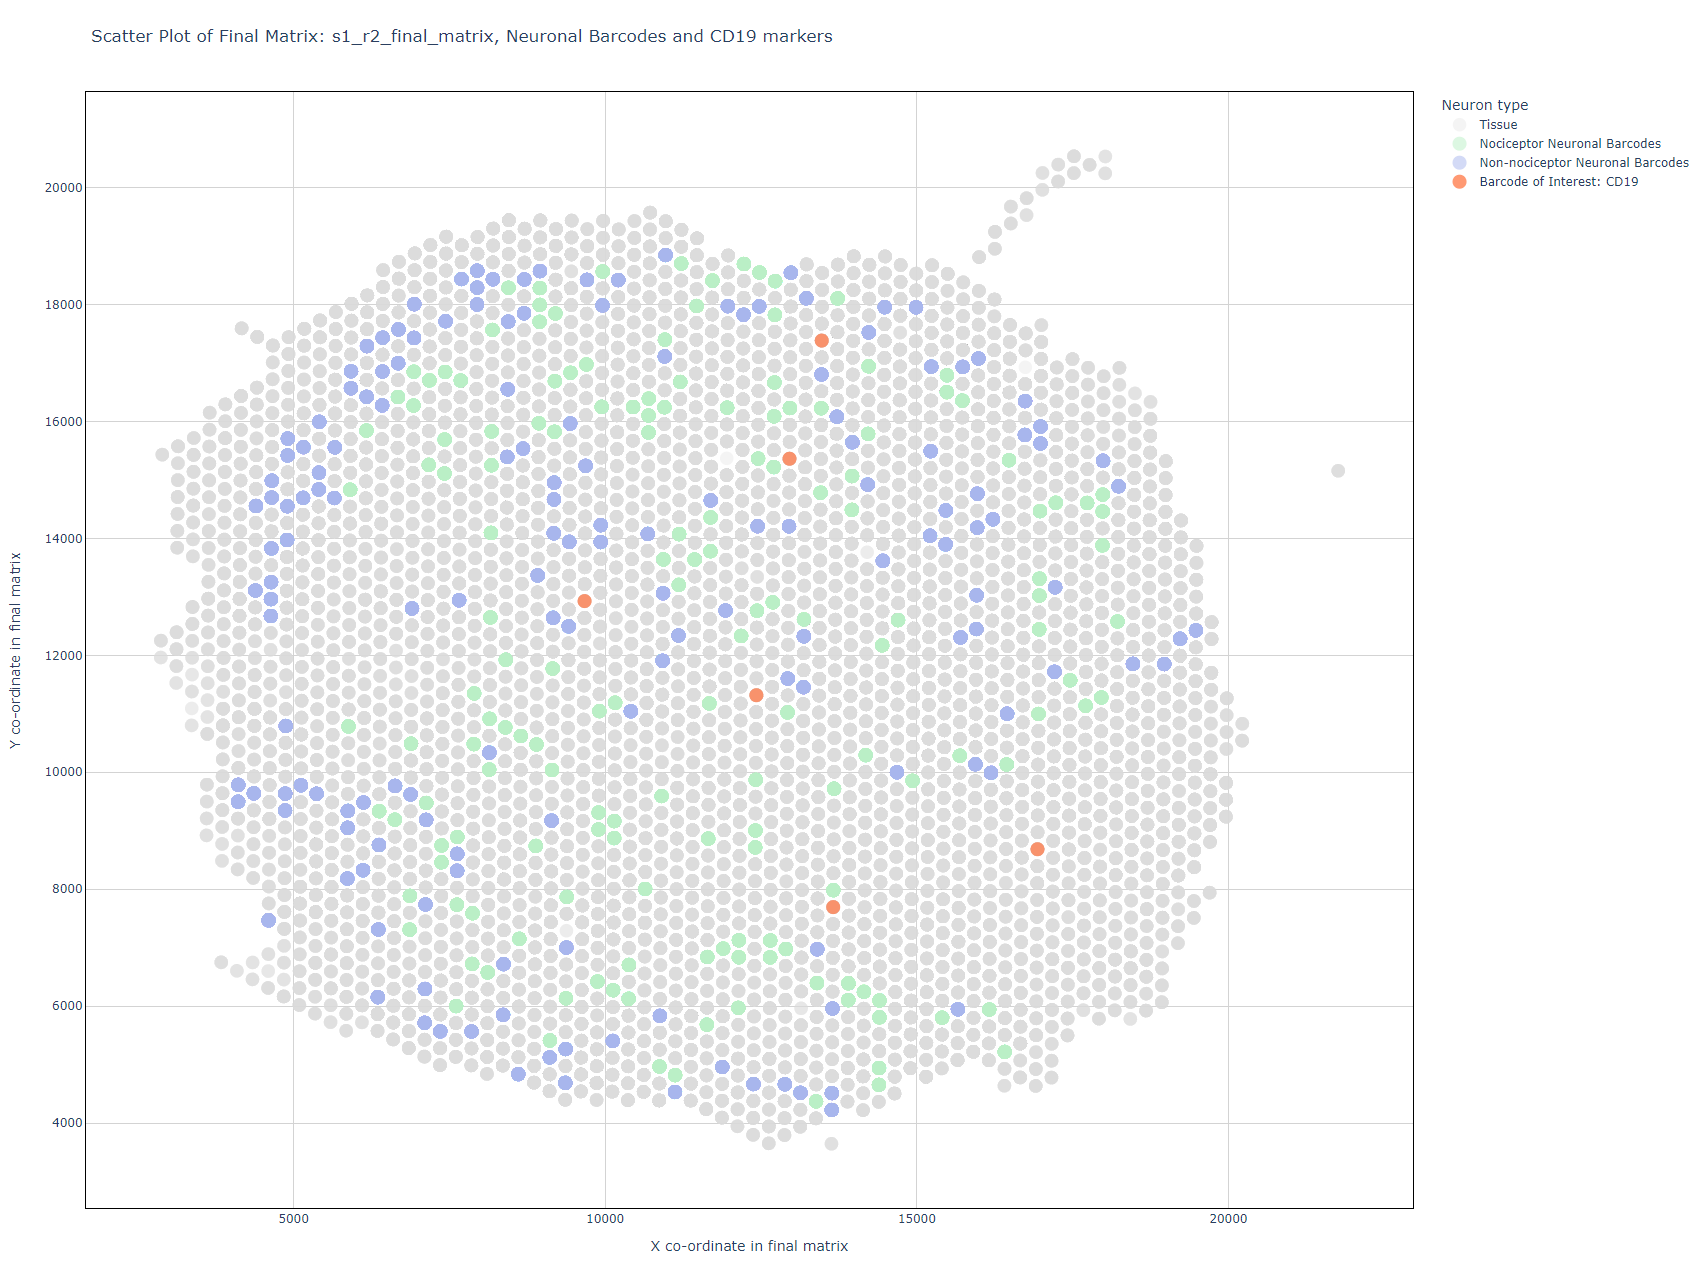 Scatter Plot of Final Matrix: s1_r2_final_matrix, Neuronal Barcodes and CD19 markers
Neuron type
Tissue
Nociceptor Neuronal Barcodes
Non-nociceptor Neuronal Barcodes
Barcode of Interest: CD19
Y co-ordinate in final matrix
20000
18000
16000
14000
12000
10000
8000
6000
4000
5000
10000
15000
20000
X co-ordinate in final matrix